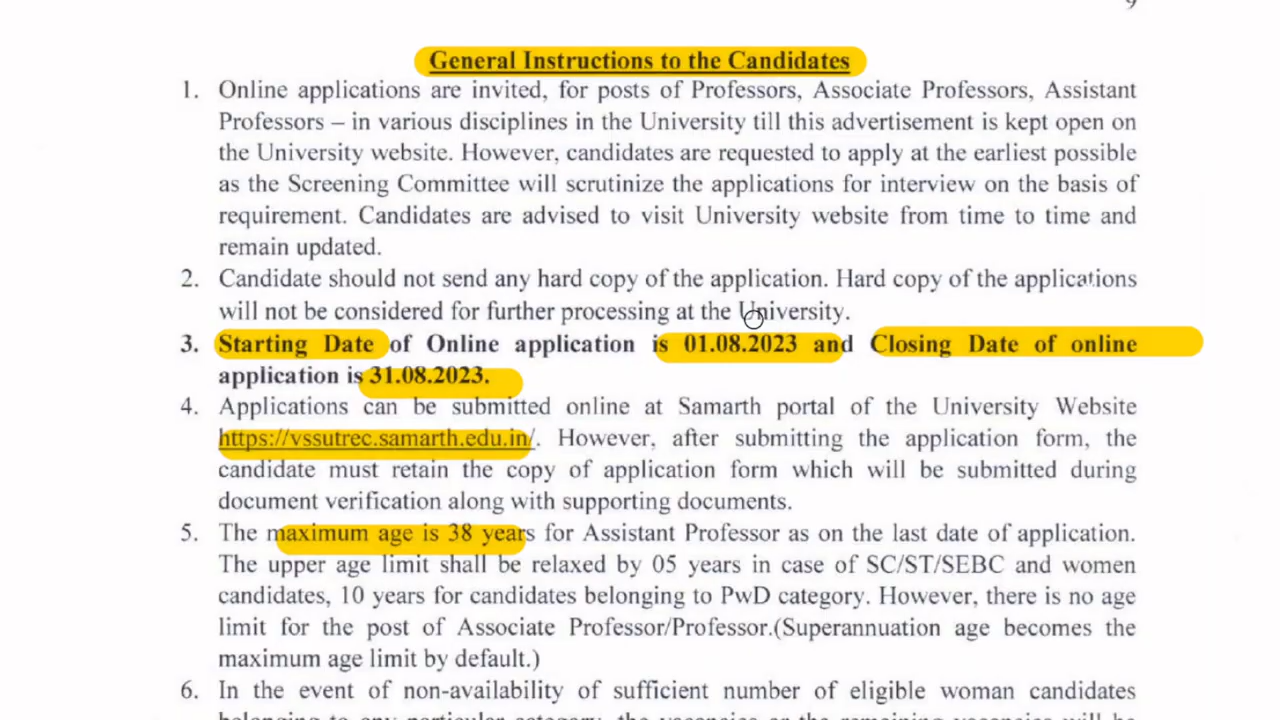 General Instructions to the Candidates
1. Online applications are invited, for posts of Professors, Associate Professors, Assistant
Professors – in various disciplines in the University till this advertisement is kept open on
the University website. However, candidates are requested to apply at the earliest possible
as the Screening Committee will scrutinize the applications for interview on the basis of
requirement. Candidates are advised to visit University website from time to time and
remain updated.
2. Candidate should not send any hard copy of the application. Hard copy of the applications
will not be considered for further processing at the University.
3. Starting Date of Online application is 01.08.2023 and Closing Date of online
application is 31.08.2023.
4. Applications can be submitted online at Samarth portal of the University Website
https://vssutrec.samarth.edu.in/. However, after submitting the application form, the
candidate must retain the copy of application form which will be submitted during
document verification along with supporting documents.
5. The maximum age is 38 years for Assistant Professor as on the last date of application.
The upper age limit shall be relaxed by 05 years in case of SC/ST/SEBC and women
candidates, 10 years for candidates belonging to PwD category. However, there is no age
limit for the post of Associate Professor/Professor.(Superannuation age becomes the
maximum age limit by default.)
6. In the event of non-availability of sufficient number of eligible woman candidates